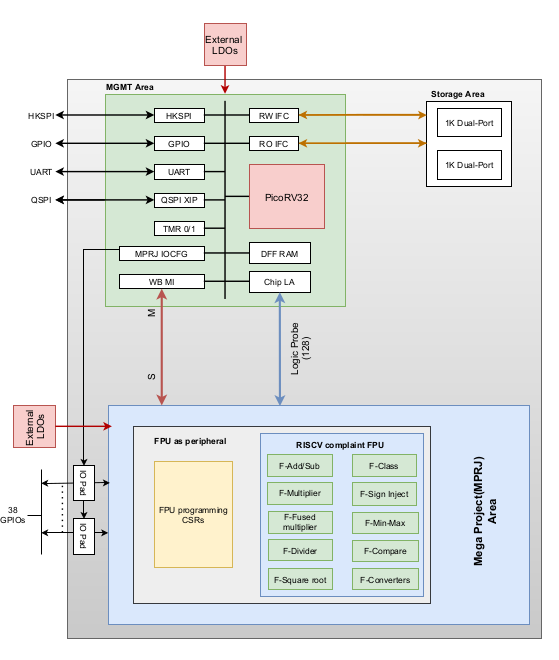 External
LDOs
MGMT Area
Storage Area
HKSPI
HKSPI
RW IFC
1K Dual-Port
GPIO
GPIO
RO IFC
1K Dual-Port
UART
UART
QSPI
QSPI XIP
PicoRV32
TMR 0/1
MPRJ IOCFG
DFF RAM
WB MI
Chip LA
M
S
Logic Probe
(128)
External
LDOs
FPU as peripheral
RISCV complaint FPU
F-Add/Sub
F-Class
F-Multiplier
F-Sign Inject
F-Fused
multiplier
F-Min-Max
F-Divider
F-Compare
F-Square root
F-Converters
FPU programming
CSRs
Mega Project(MPRJ)
Area
IO Pad
IO Pad
38
GPIOs